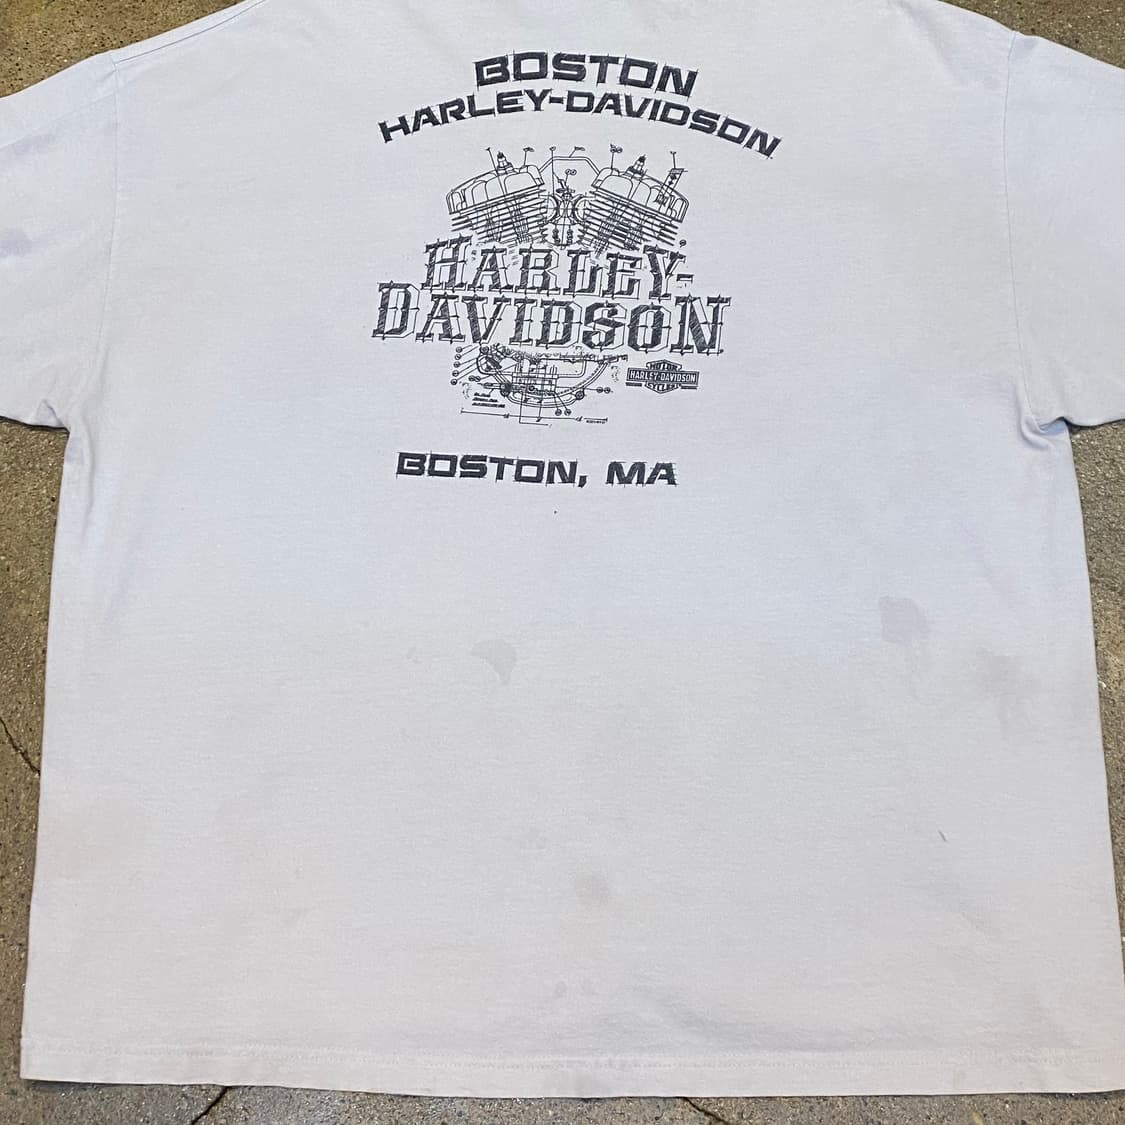 BOSTON
HARLEY-DAVIDSON
HARLEY-
DAVIDSON
MOTOR
HARLEY-DAVIDSON
CYCLES
BOSTON, MA